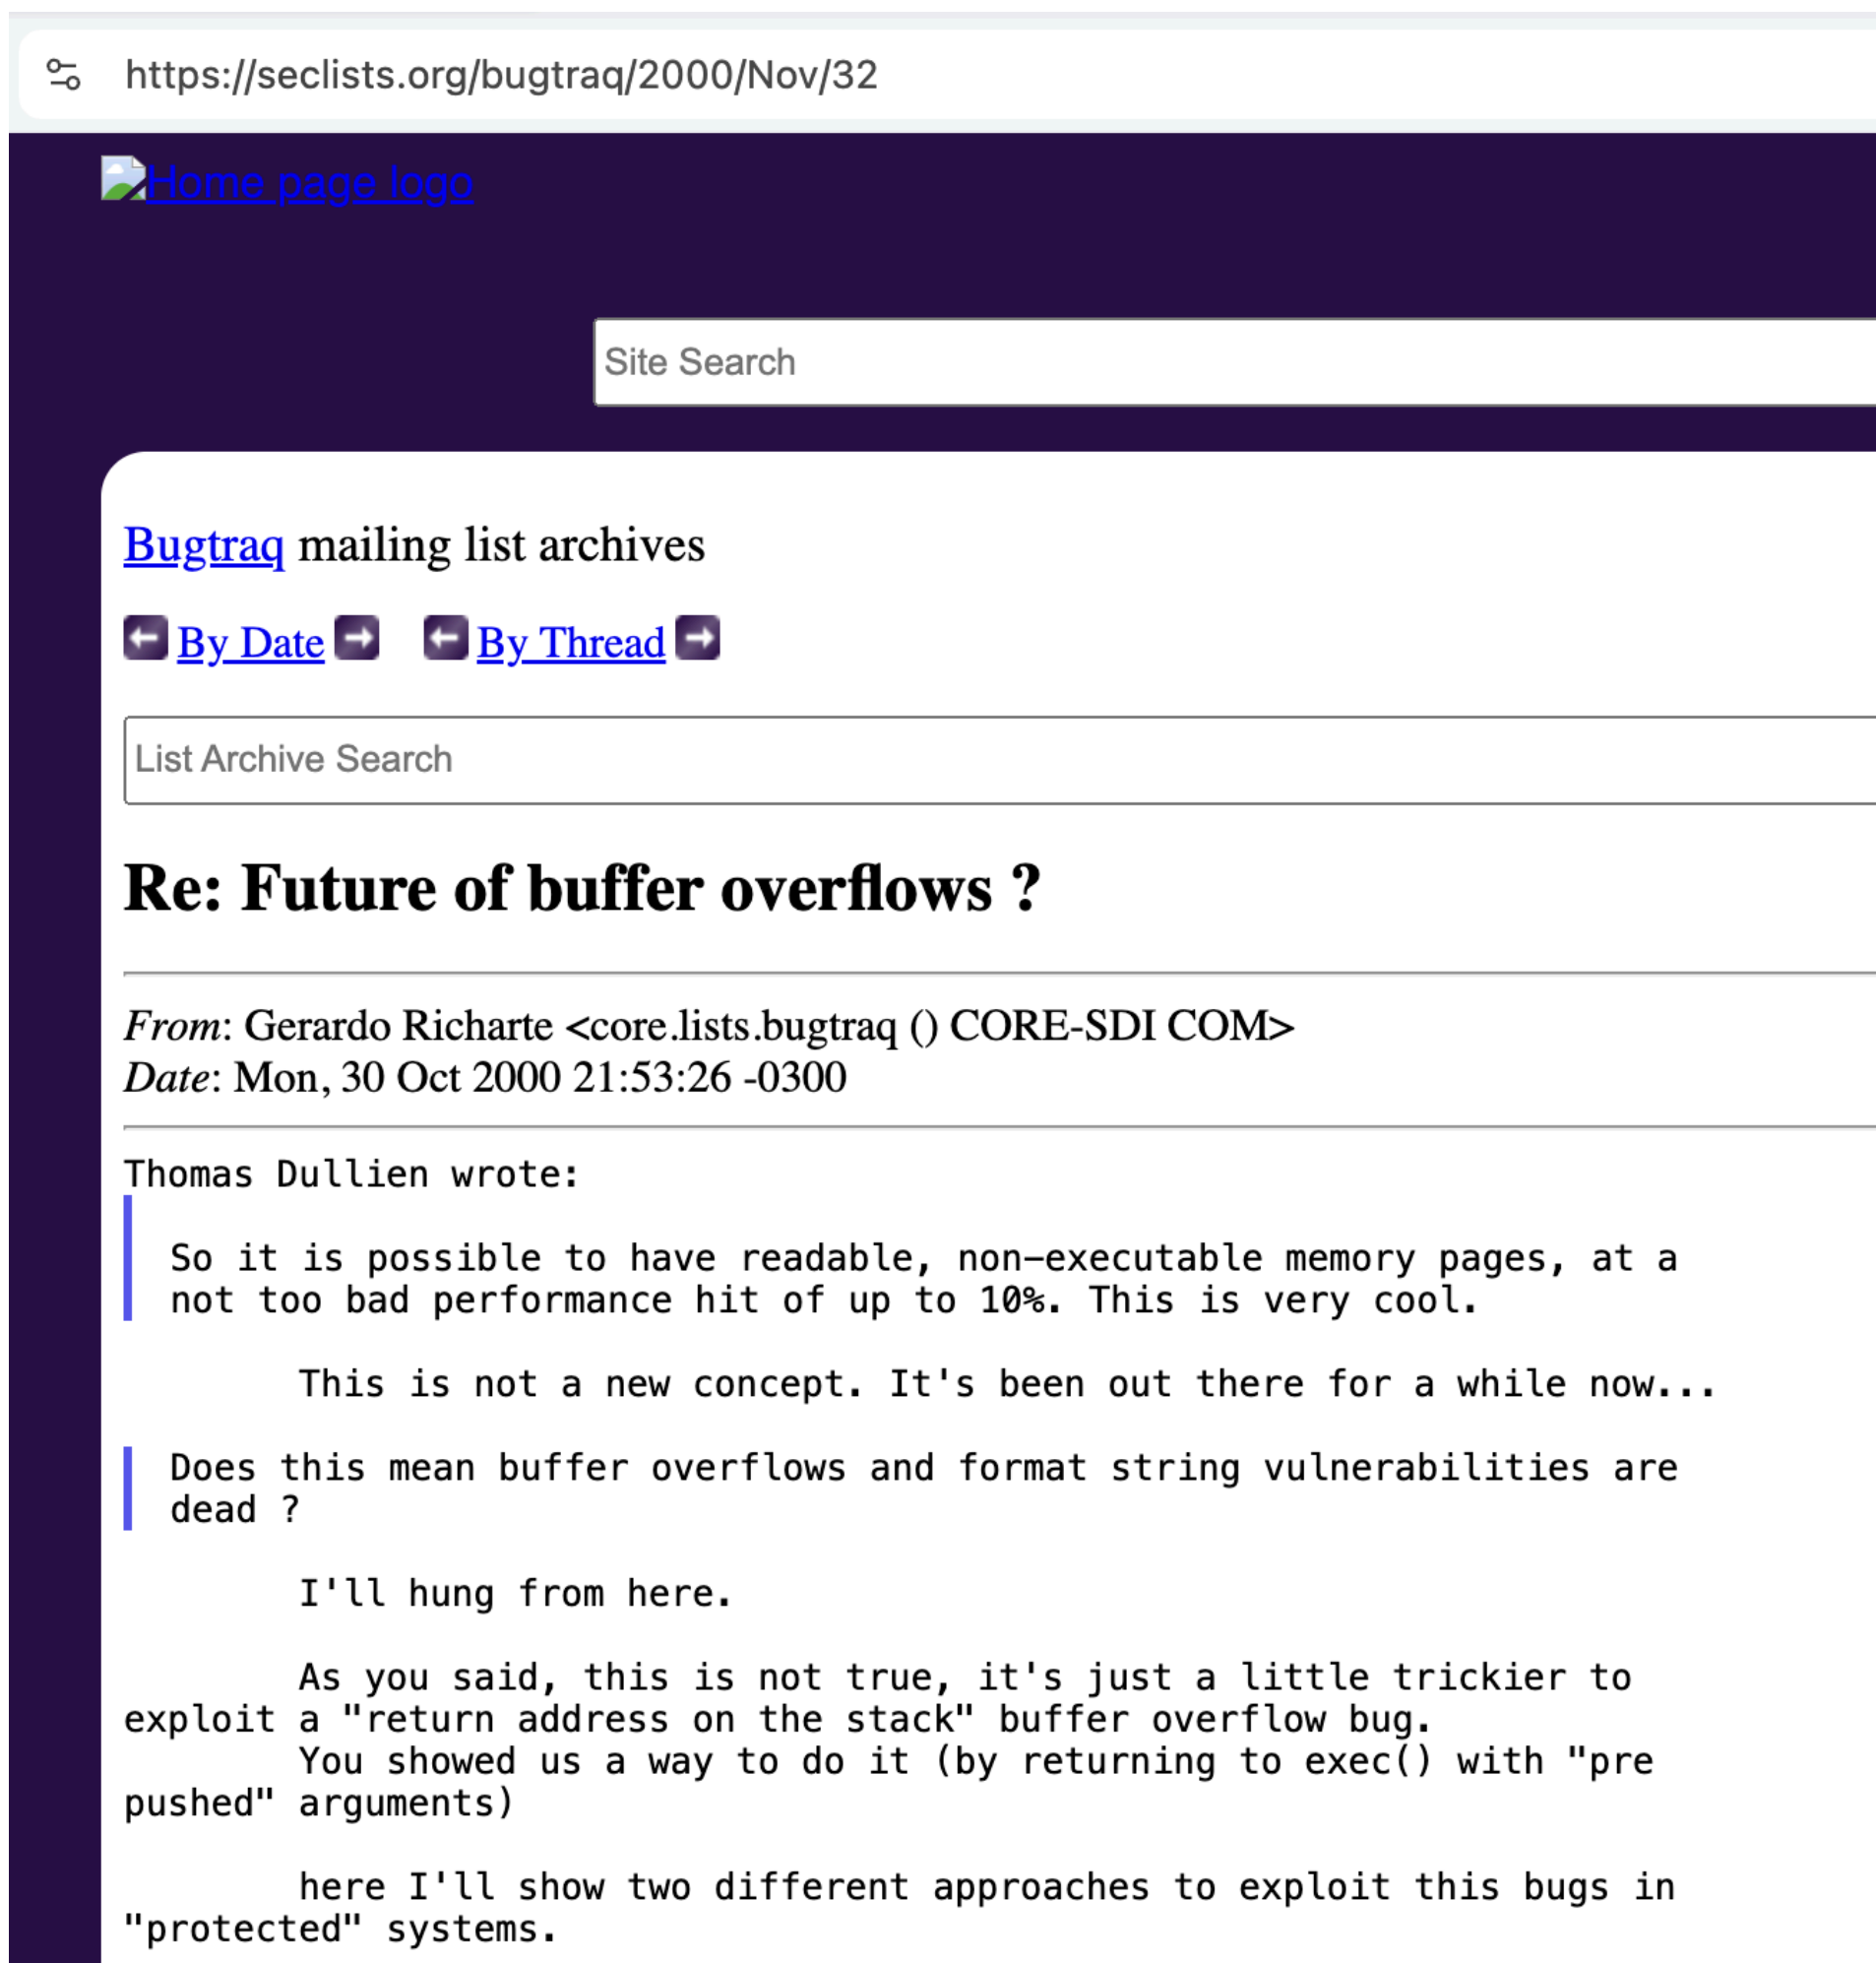 https://seclists.org/bugtraq/2000/Nov/32
Home page logo
Site Search
Bugtraq mailing list archives
By Date By Thread
List Archive Search
Re: Future of buffer overflows ?
From: Gerardo Richarte <core.lists.bugtraq () CORE-SDI COM>
Date: Mon, 30 Oct 2000 21:53:26 -0300
Thomas Dullien wrote:
So it is possible to have readable, non-executable memory pages, at a
not too bad performance hit of up to 10%. This is very cool.
This is not a new concept. It's been out there for a while now...
Does this mean buffer overflows and format string vulnerabilities are
dead ?
I'll hung from here.
As you said, this is not true, it's just a little trickier to
exploit a "return address on the stack" buffer overflow bug.
You showed us a way to do it (by returning to exec() with "pre
pushed" arguments)
here I'll show two different approaches to exploit this bugs in
"protected" systems.